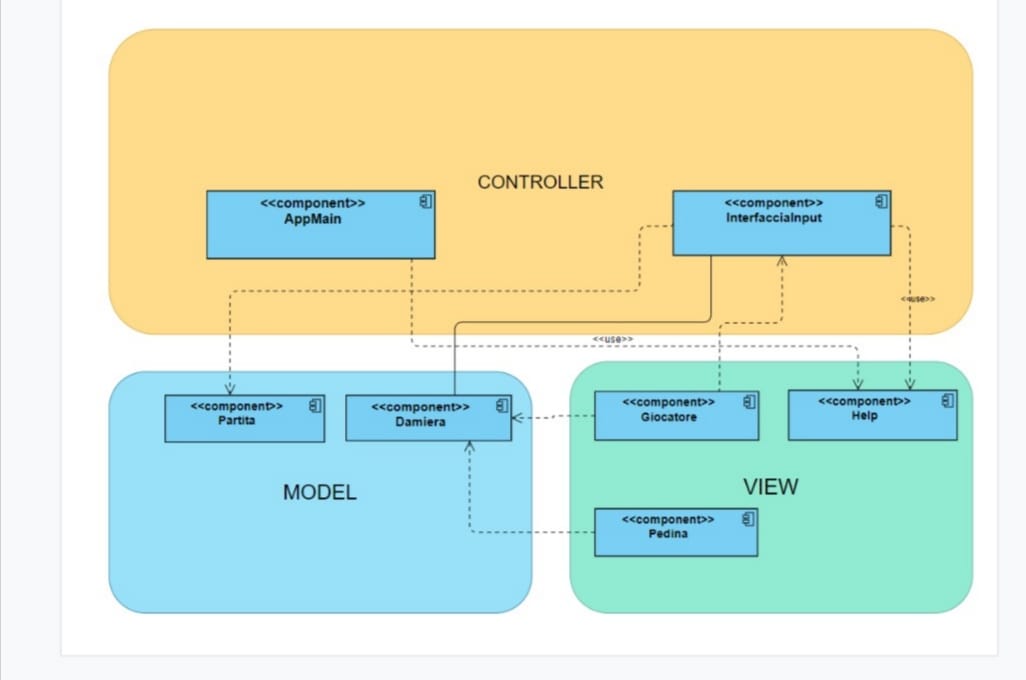 CONTROLLER
<<component>>
AppMain
<<component>>
InterfacciaInput
<<use>>
<<use>>
<<component>>
Partita
<<component>>
Damiera
<<component>>
Giocatore
<<component>>
Help
MODEL
VIEW
<<component>>
Pedina